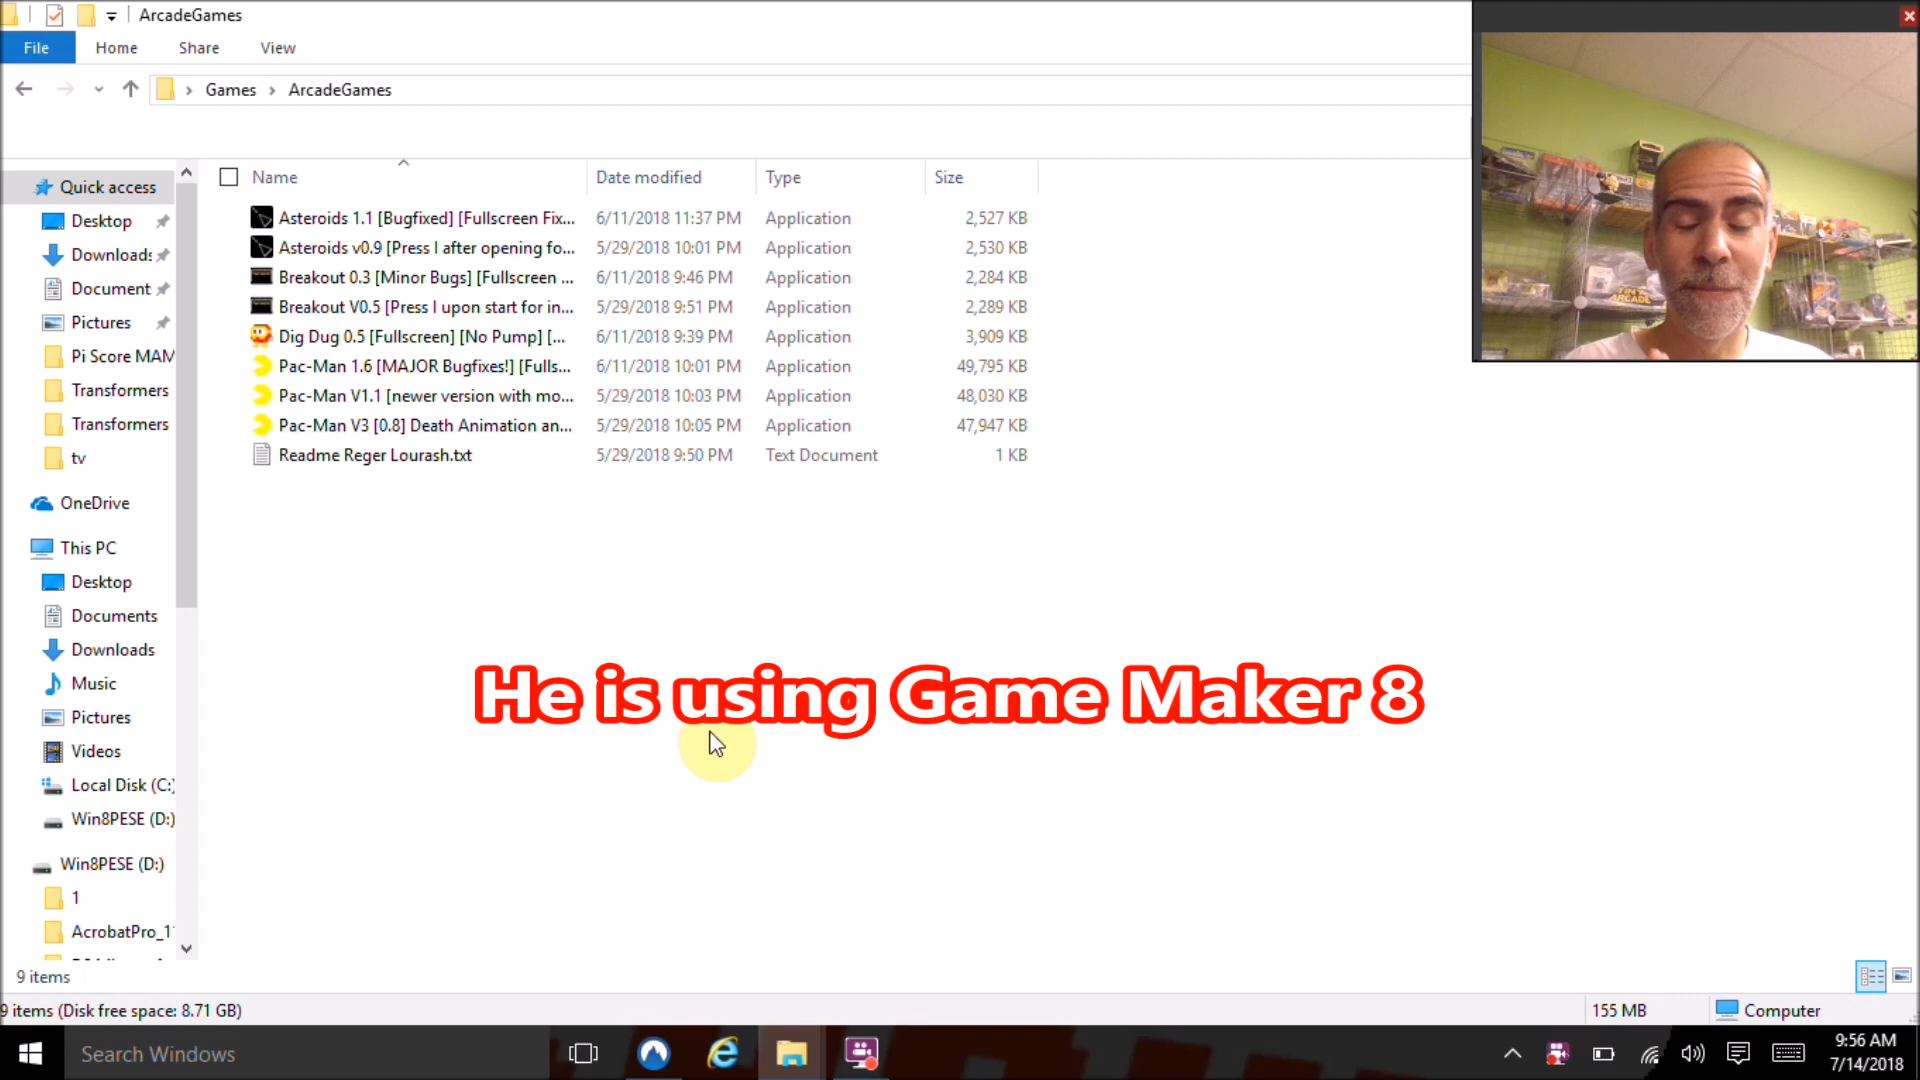 ArcadeGames
File Home Share View
Games › ArcadeGames
Name Date modified Type Size
Quick access
Desktop
Downloads
Document
Pictures
Pi Score MAM
Transformers
Transformers
tv
OneDrive
This PC
Desktop
Documents
Downloads
Music
Pictures
Videos
Local Disk (C:)
Win8PESE (D:)
Win8PESE (D:)
1
AcrobatPro_1
Asteroids 1.1 [Bugfixed] [Fullscreen Fix... 6/11/2018 11:37 PM Application 2,527 KB
Asteroids v0.9 [Press I after opening fo... 5/29/2018 10:01 PM Application 2,530 KB
Breakout 0.3 [Minor Bugs] [Fullscreen ... 6/11/2018 9:46 PM Application 2,284 KB
Breakout V0.5 [Press I upon start for in... 5/29/2018 9:51 PM Application 2,289 KB
Dig Dug 0.5 [Fullscreen] [No Pump] [... 6/11/2018 9:39 PM Application 3,909 KB
Pac-Man 1.6 [MAJOR Bugfixes!] [Fulls... 6/11/2018 10:01 PM Application 49,795 KB
Pac-Man V1.1 [newer version with mo... 5/29/2018 10:03 PM Application 48,030 KB
Pac-Man V3 [0.8] Death Animation an... 5/29/2018 10:05 PM Application 47,947 KB
Readme Reger Lourash.txt 5/29/2018 9:50 PM Text Document 1 KB
TINY
ARCADE
He is using Game Maker 8
9 items
9 items (Disk free space: 8.71 GB) 155 MB Computer
Search Windows
9:56 AM
7/14/2018